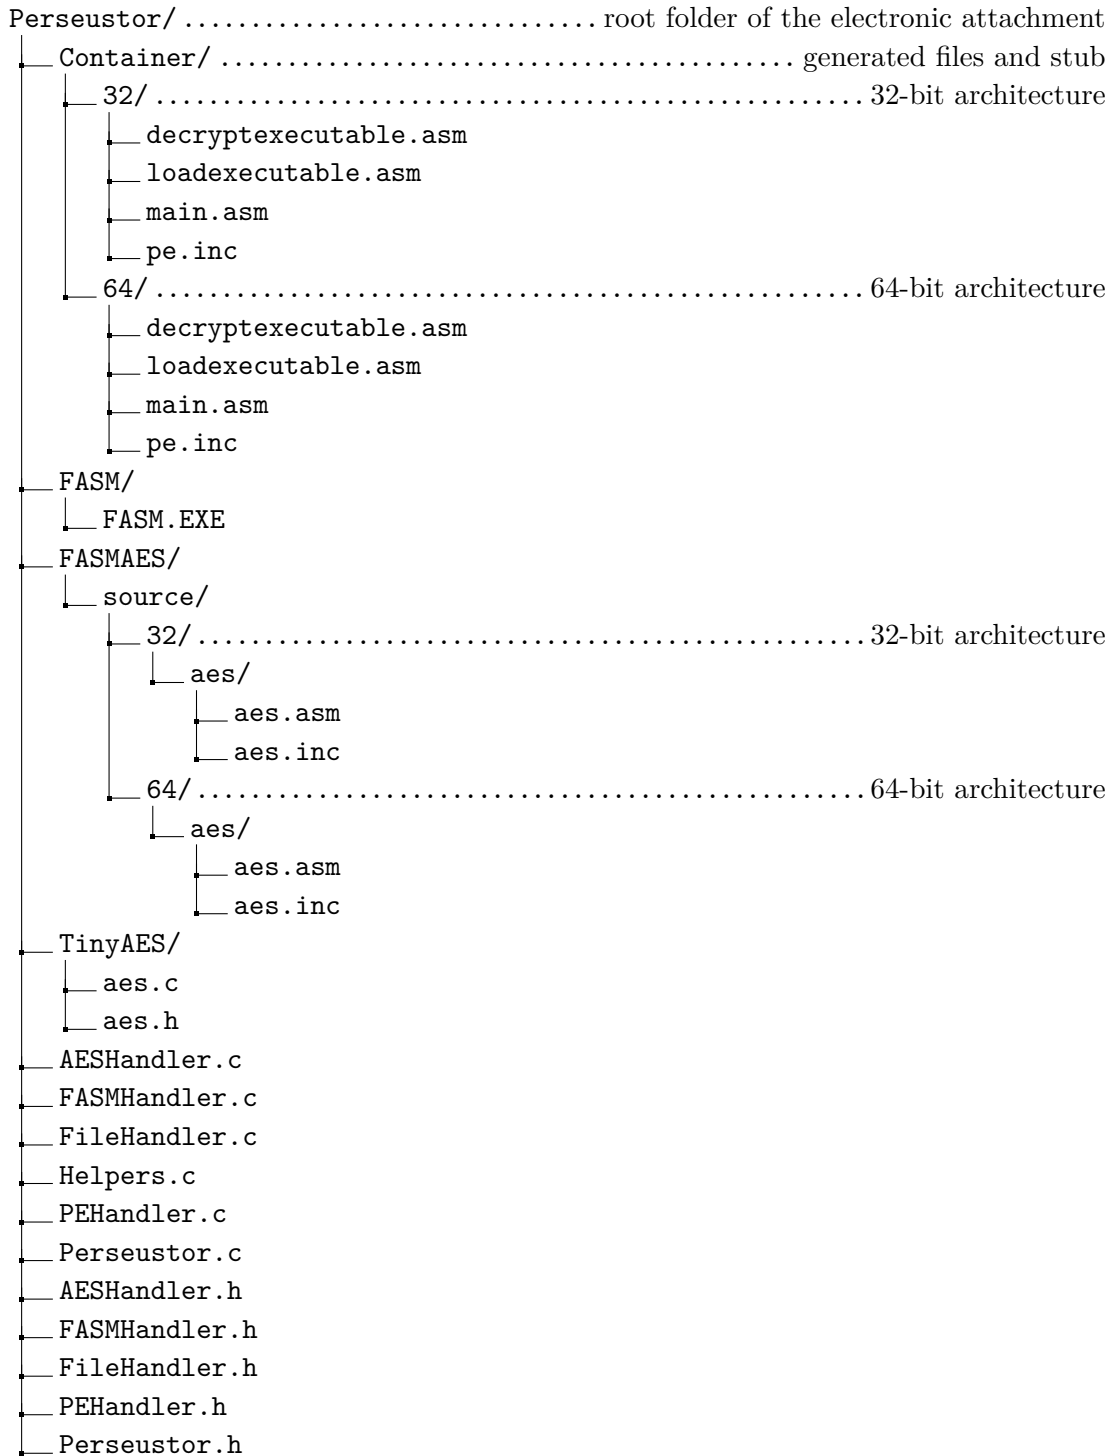 Perseustor/ ............................... root folder of the electronic attachment
Container/ ........................................... generated files and stub
32/ ..................................................... 32-bit architecture
decryptexecutable.asm
loadexecutable.asm
main.asm
pe.inc
64/ ..................................................... 64-bit architecture
decryptexecutable.asm
loadexecutable.asm
main.asm
pe.inc
FASM/
FASM.EXE
FASMAES/
source/
32/ .................................................. 32-bit architecture
aes/
aes.asm
aes.inc
64/ .................................................. 64-bit architecture
aes/
aes.asm
aes.inc
TinyAES/
aes.c
aes.h
AESHandler.c
FASMHandler.c
FileHandler.c
Helpers.c
PEHandler.c
Perseustor.c
AESHandler.h
FASMHandler.h
FileHandler.h
PEHandler.h
Perseustor.h